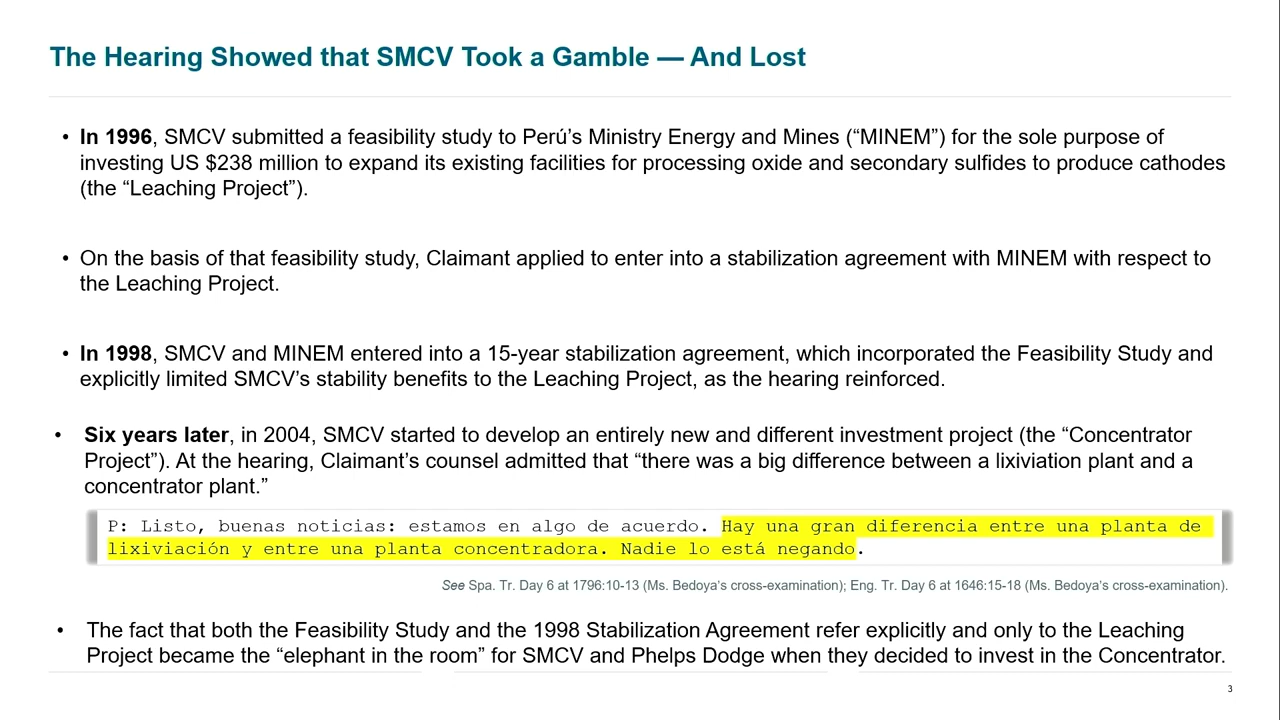 The Hearing Showed that SMCV Took a Gamble — And Lost
• In 1996, SMCV submitted a feasibility study to Perú’s Ministry Energy and Mines (“MINEM”) for the sole purpose of
investing US $238 million to expand its existing facilities for processing oxide and secondary sulfides to produce cathodes
(the “Leaching Project”).
• On the basis of that feasibility study, Claimant applied to enter into a stabilization agreement with MINEM with respect to
the Leaching Project.
• In 1998, SMCV and MINEM entered into a 15-year stabilization agreement, which incorporated the Feasibility Study and
explicitly limited SMCV’s stability benefits to the Leaching Project, as the hearing reinforced.
• Six years later, in 2004, SMCV started to develop an entirely new and different investment project (the “Concentrator
Project”). At the hearing, Claimant’s counsel admitted that “there was a big difference between a lixiviation plant and a
concentrator plant.”
P: Listo, buenas noticias: estamos en algo de acuerdo. Hay una gran diferencia entre una planta de
lixiviación y entre una planta concentradora. Nadie lo está negando.
See Spa. Tr. Day 6 at 1796:10-13 (Ms. Bedoya’s cross-examination); Eng. Tr. Day 6 at 1646:15-18 (Ms. Bedoya’s cross-examination).
• The fact that both the Feasibility Study and the 1998 Stabilization Agreement refer explicitly and only to the Leaching
Project became the “elephant in the room” for SMCV and Phelps Dodge when they decided to invest in the Concentrator.
3